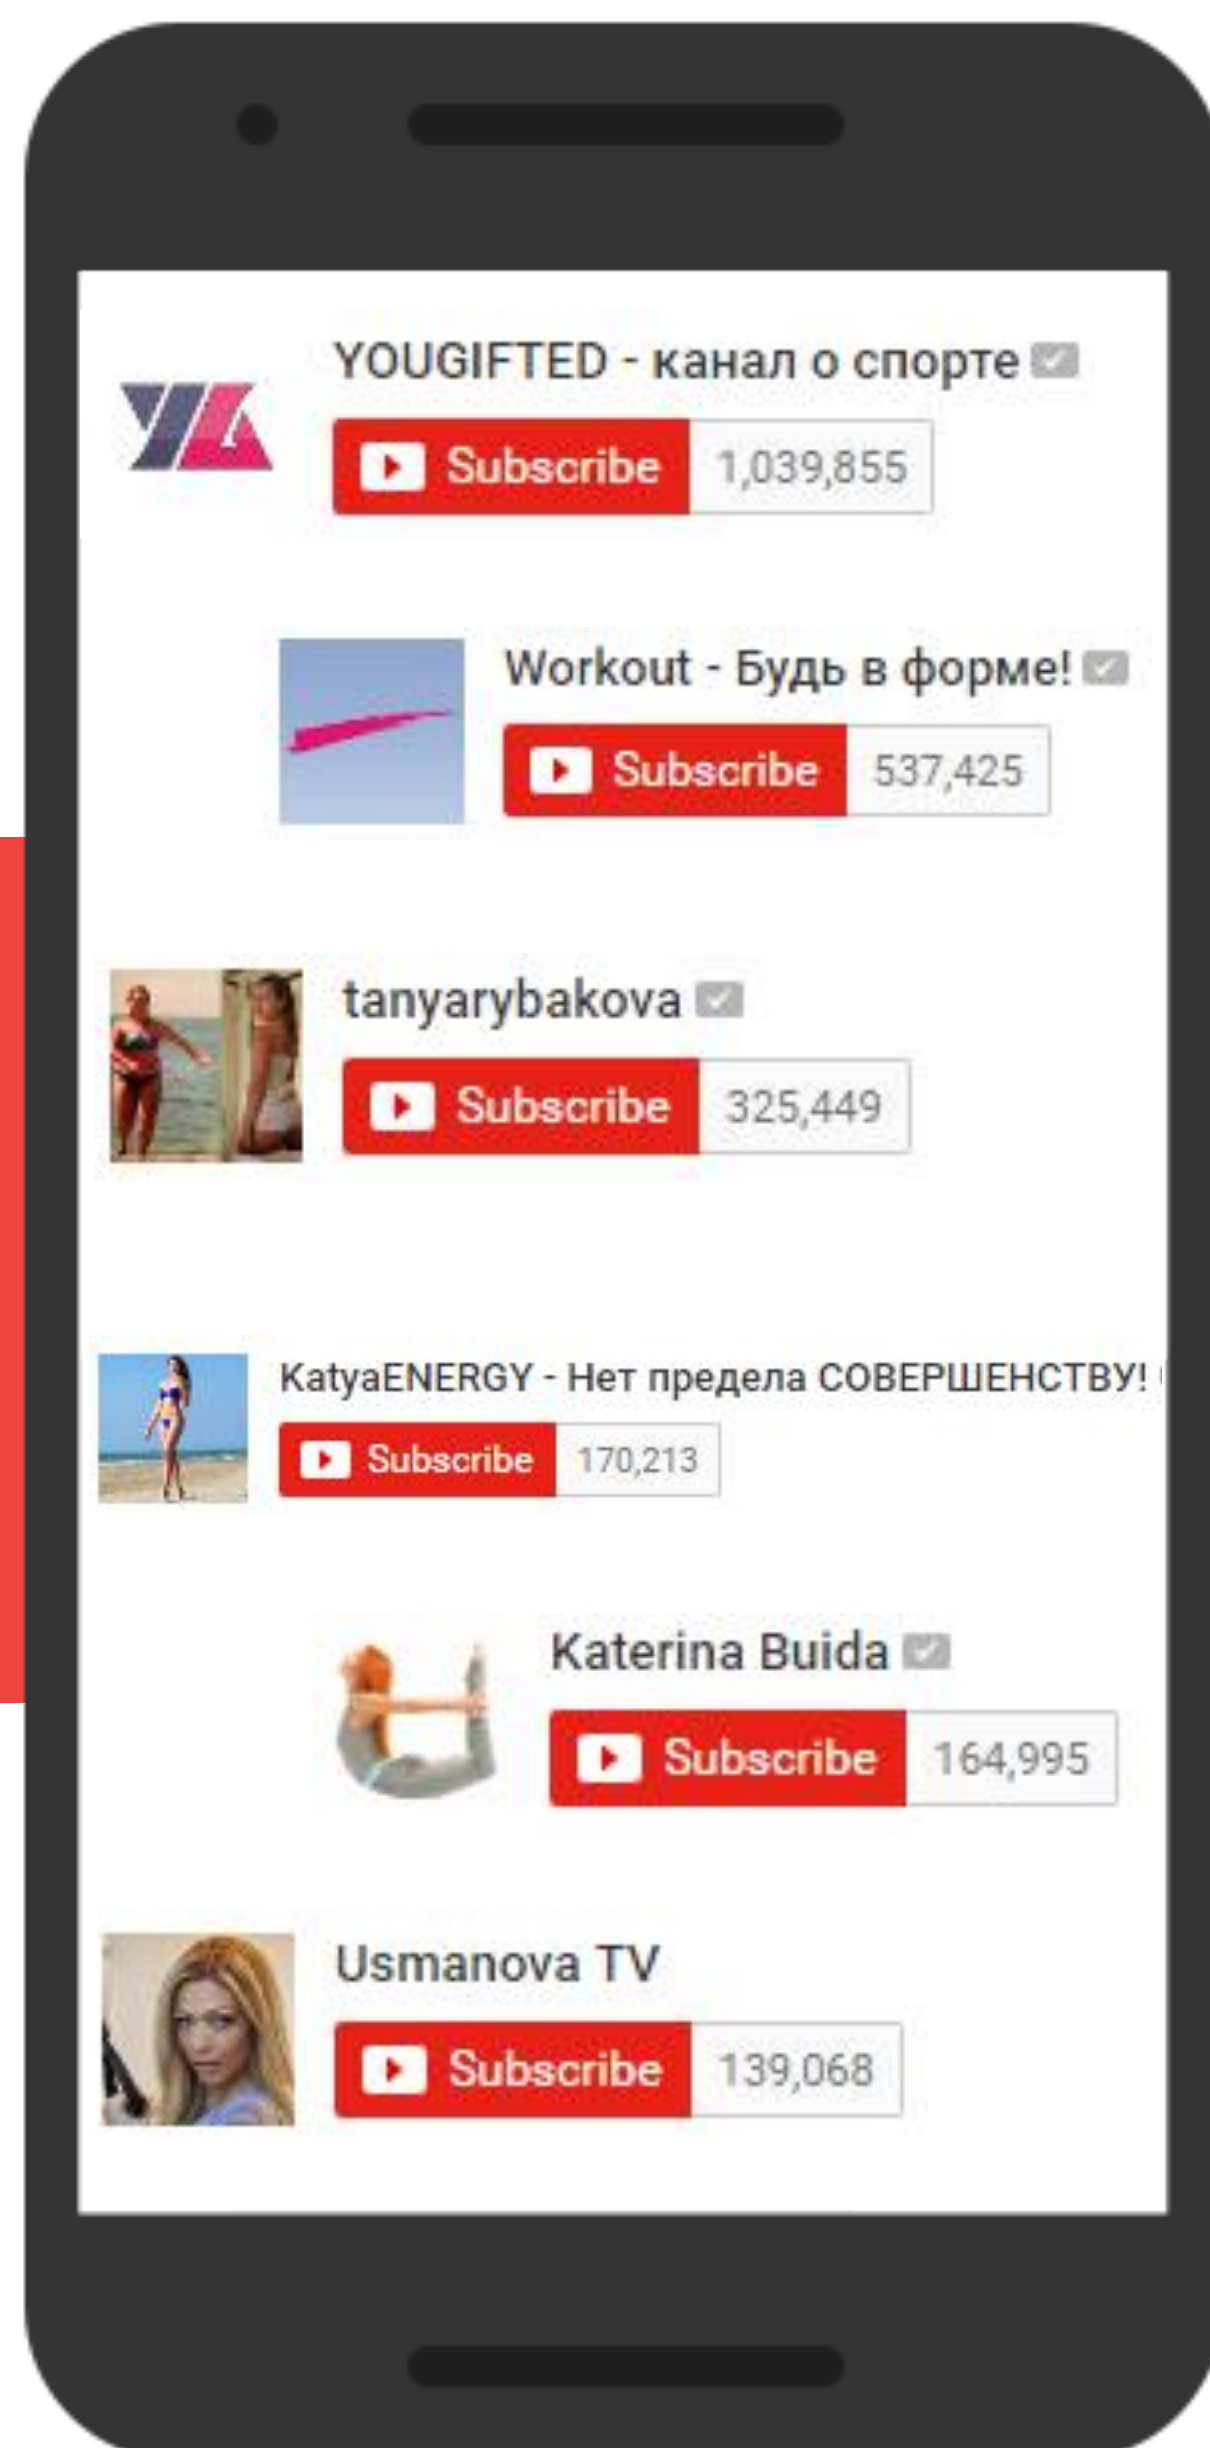 YOUGIFTED - канал о спорте
Subscribe 1,039,855
Workout - Будь в форме!
Subscribe 537,425
tanyarybakova
Subscribe 325,449
KatyaENERGY - Нет предела СОВЕРШЕНСТВУ!
Subscribe 170,213
Katerina Buida
Subscribe 164,995
Usmanova TV
Subscribe 139,068